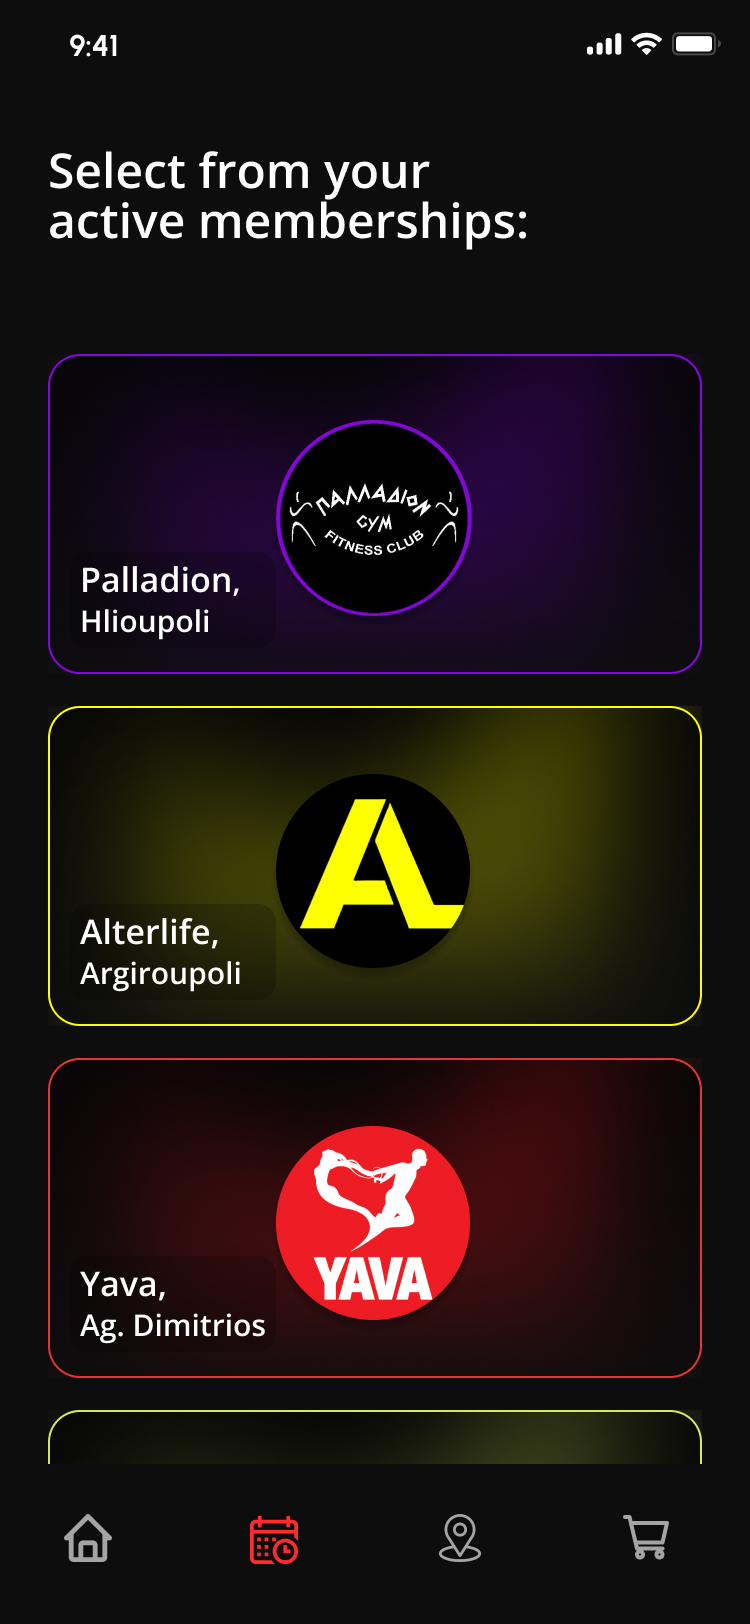 9:41
Select from your
active memberships:
ΠΑΛΛΑΔΙΟΝ
GYM
FITNESS CLUB
Palladion,
Hlioupoli
AL
Alterlife,
Argiroupoli
YAVA
Yava,
Ag. Dimitrios